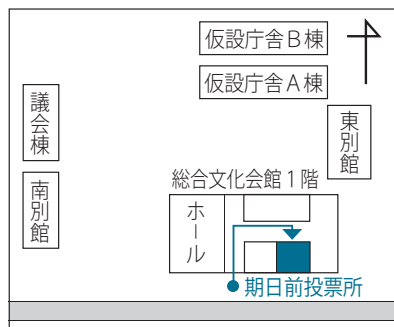 仮設庁舎B棟
仮設庁舎A棟
議会棟
東別館
南別館
総合文化会館1階
ホール
期日前投票所